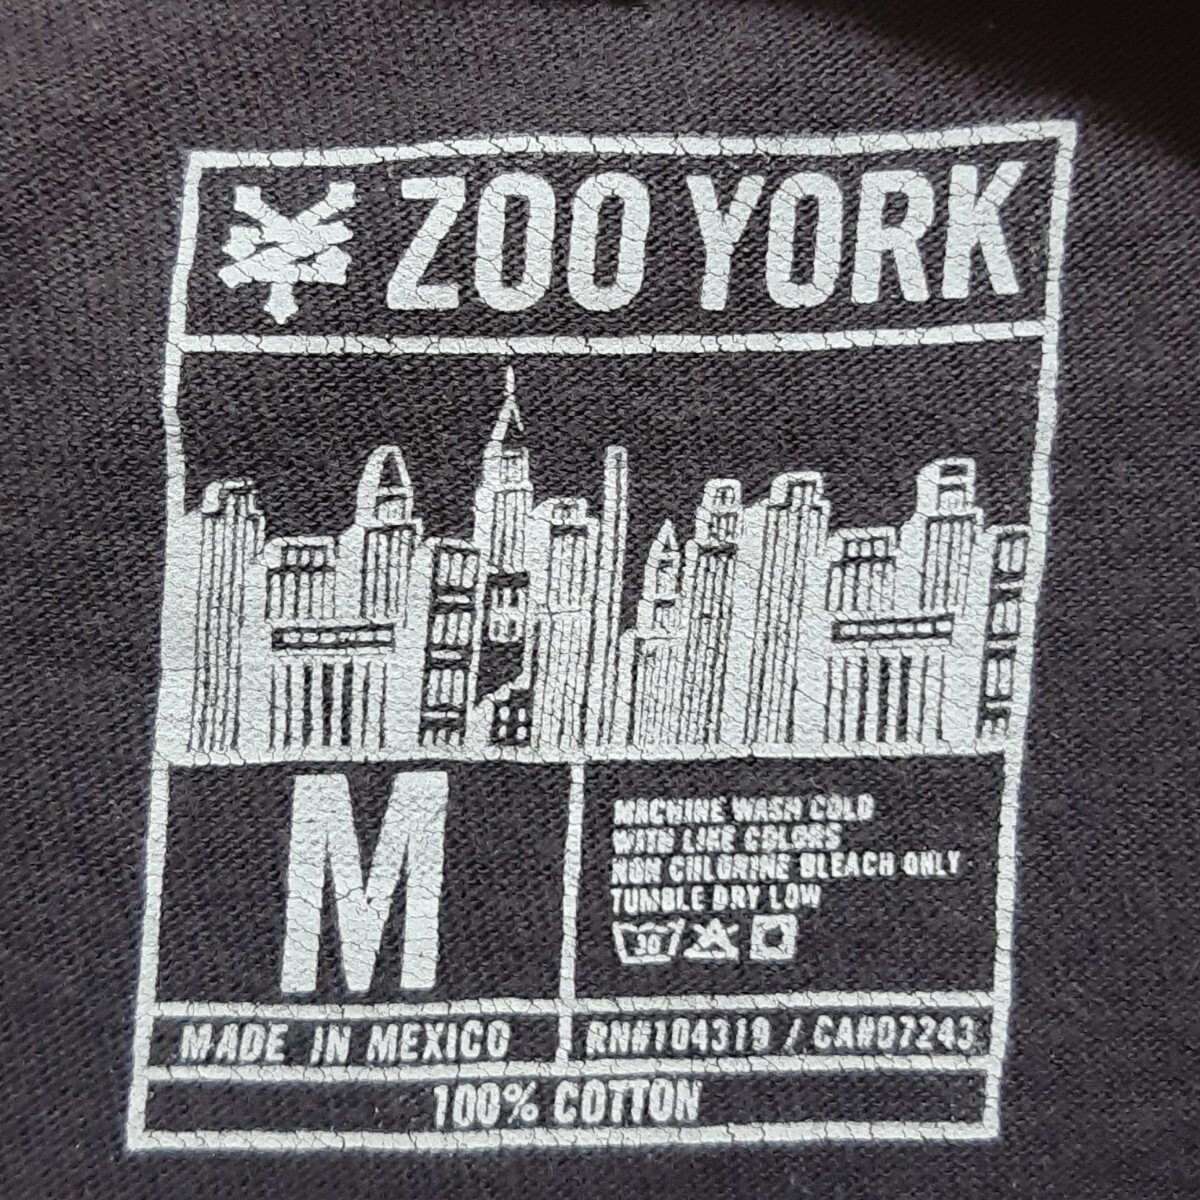 ZOO YORK
M
MACHINE WASH COLD
WITH LIKE COLORS
NON CHLORINE BLEACH ONLY
TUMBLE DRY LOW
30
MADE IN MEXICO
RN#104319 / CA#07243
100% COTTON